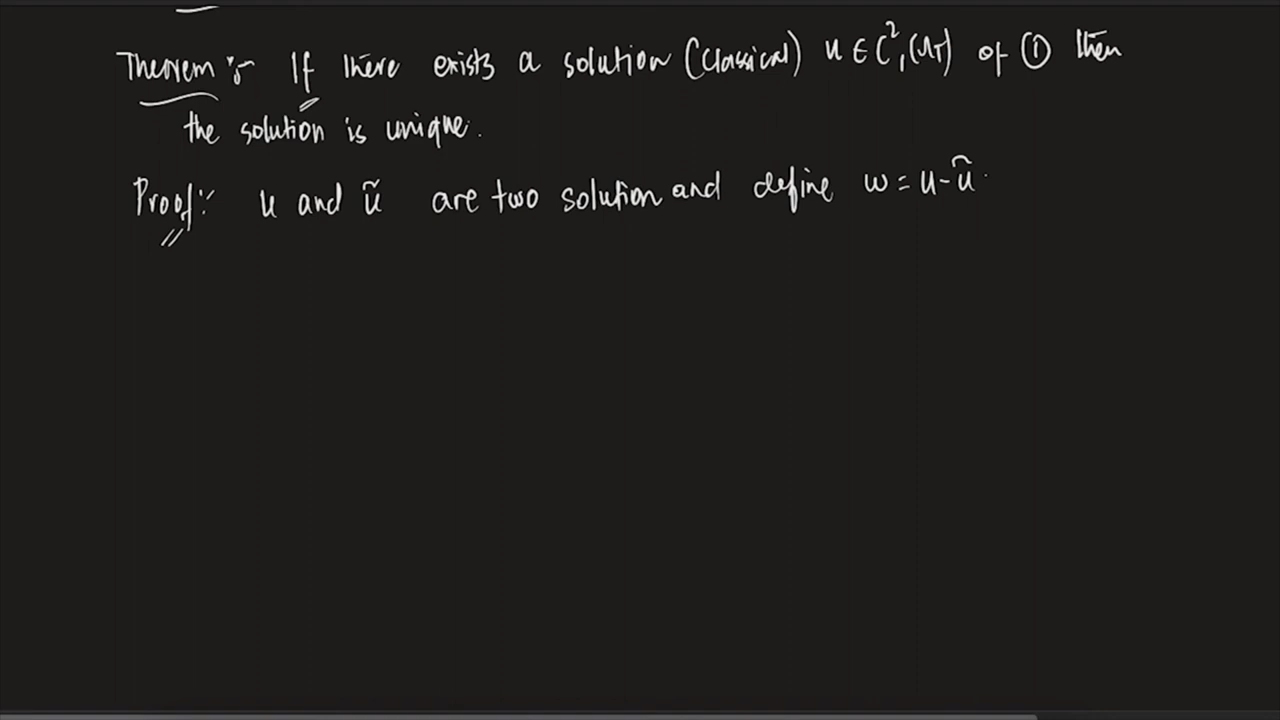 Theorem :- If there exists a solution (classical) u ∈ C²₁(Ω_T) of ① then
the solution is unique.
Proof :- u and ũ are two solution and define w = u - ũ.